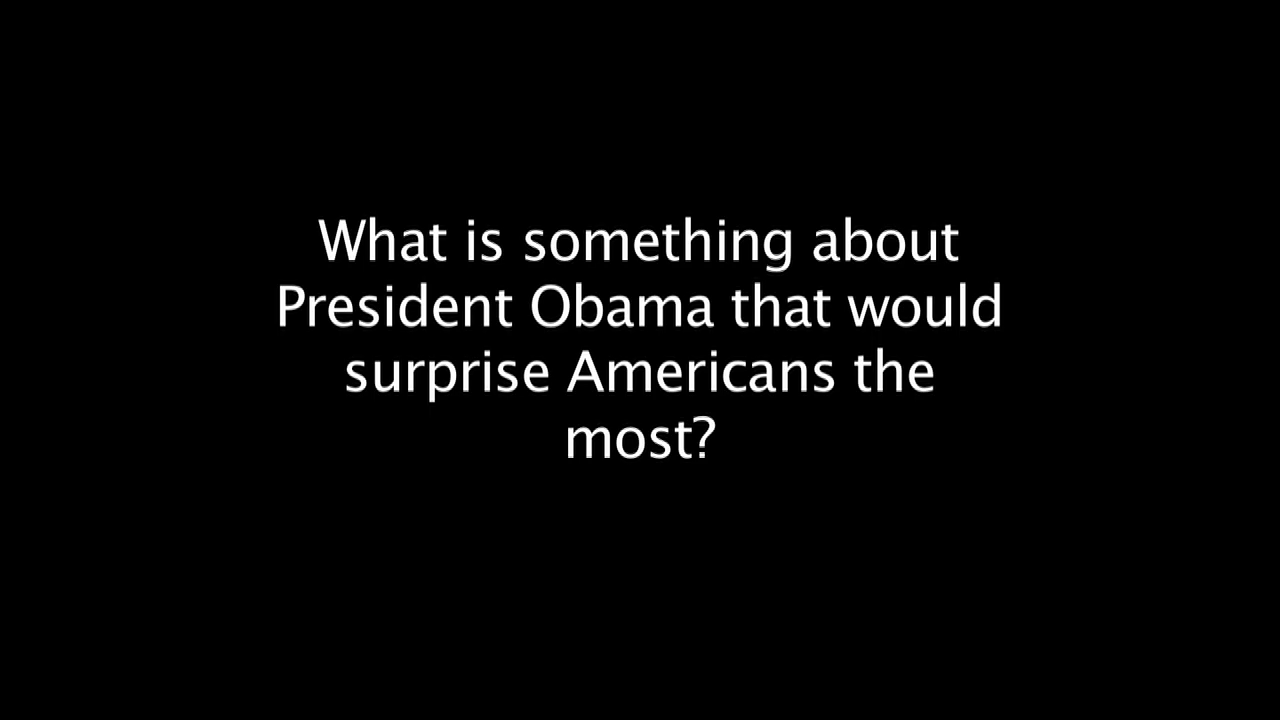 What is something about
President Obama that would
surprise Americans the
most?